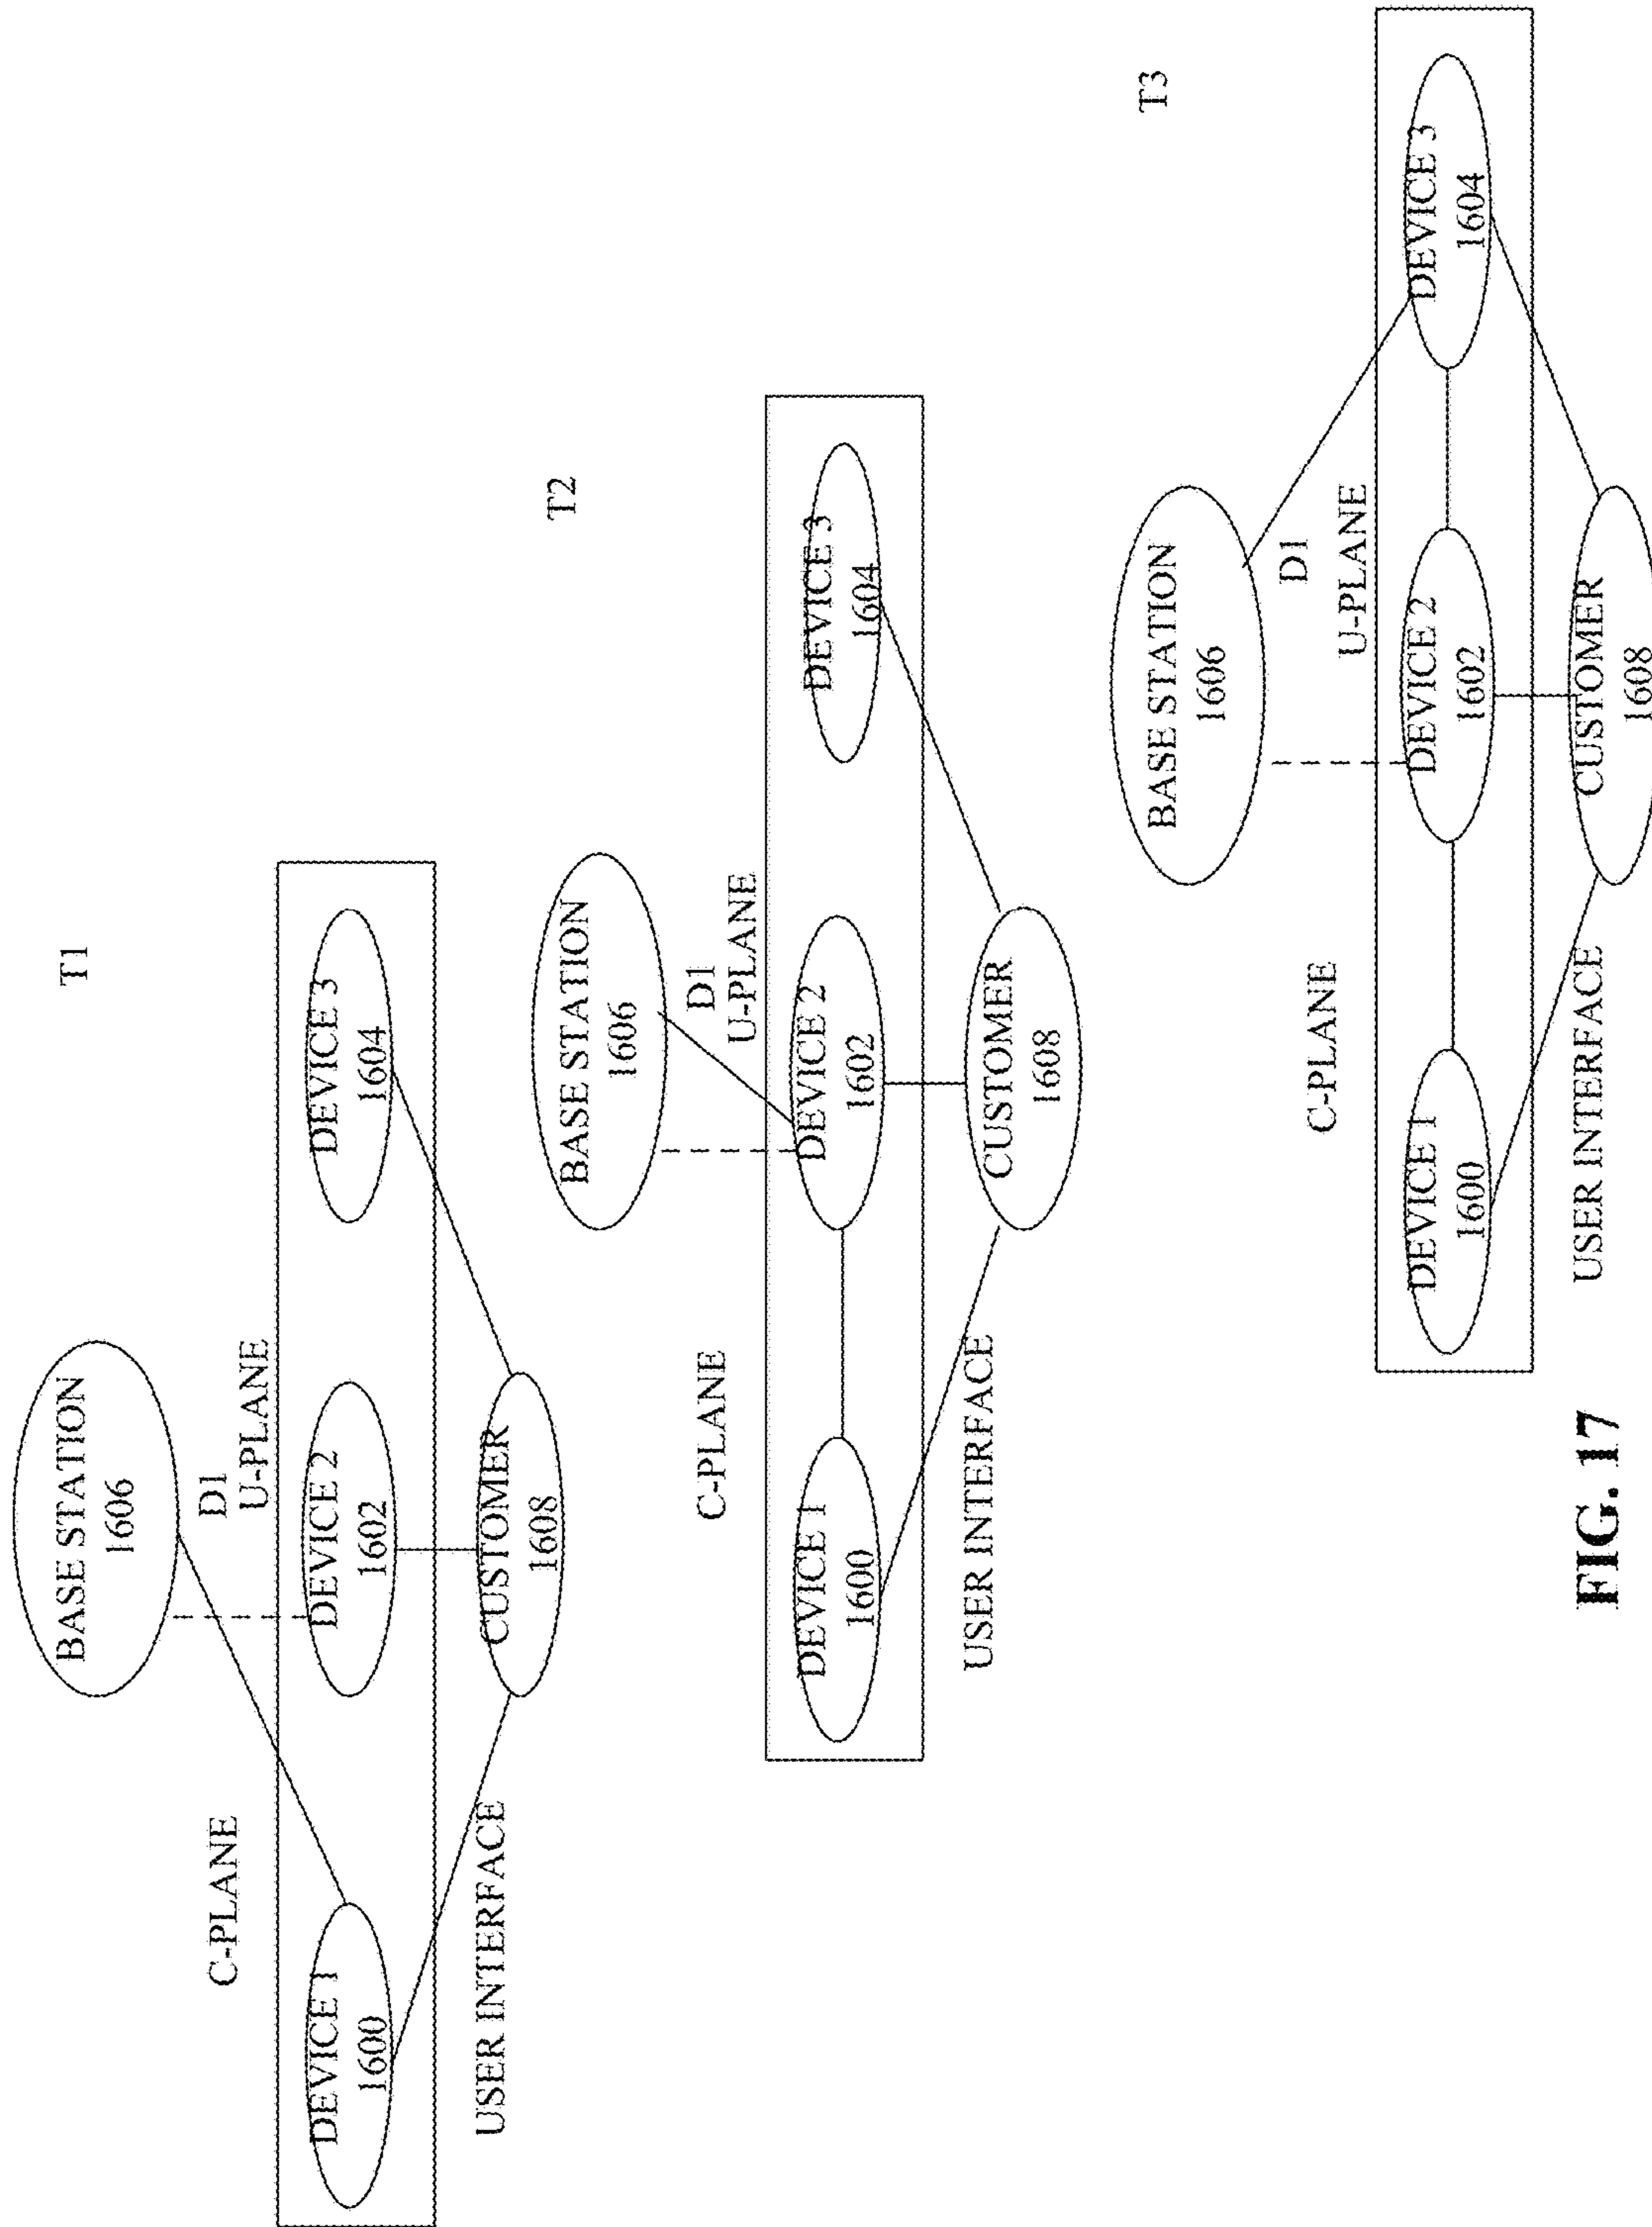 T1
BASE STATION
1606
C-PLANE
D1
U-PLANE
DEVICE 1
1600
DEVICE 2
1602
DEVICE 3
1604
USER INTERFACE
CUSTOMER
1608
T2
BASE STATION
1606
C-PLANE
D1
U-PLANE
DEVICE 1
1600
DEVICE 2
1602
DEVICE 3
1604
USER INTERFACE
CUSTOMER
1608
T3
BASE STATION
1606
C-PLANE
D1
U-PLANE
DEVICE 1
1600
DEVICE 2
1602
DEVICE 3
1604
USER INTERFACE
CUSTOMER
1608
FIG. 17